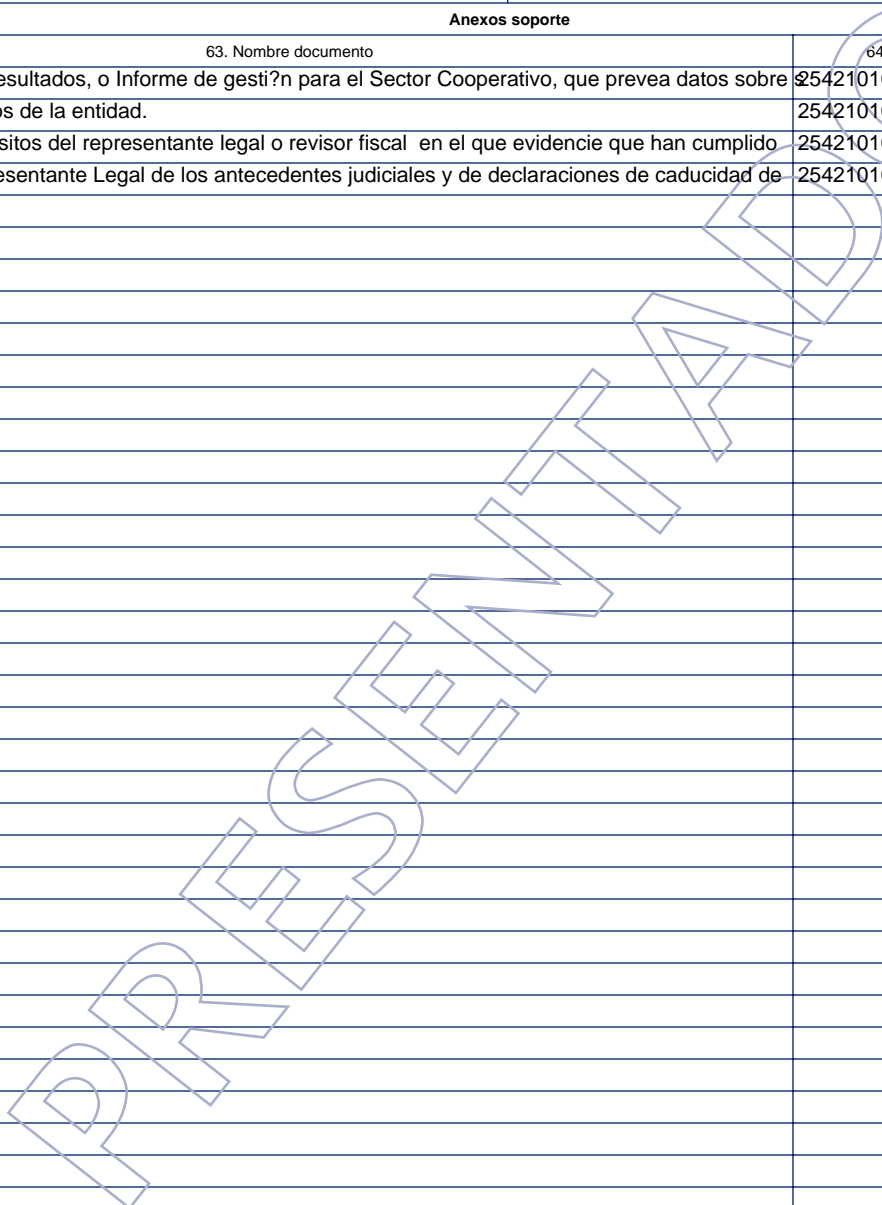 Anexos soporte
63. Nombre documento 64
esultados, o Informe de gesti?n para el Sector Cooperativo, que prevea datos sobre s 25421010
os de la entidad. 25421010
sitos del representante legal o revisor fiscal en el que evidencie que han cumplido 25421010
esentante Legal de los antecedentes judiciales y de declaraciones de caducidad de 25421010
PRESENTADO